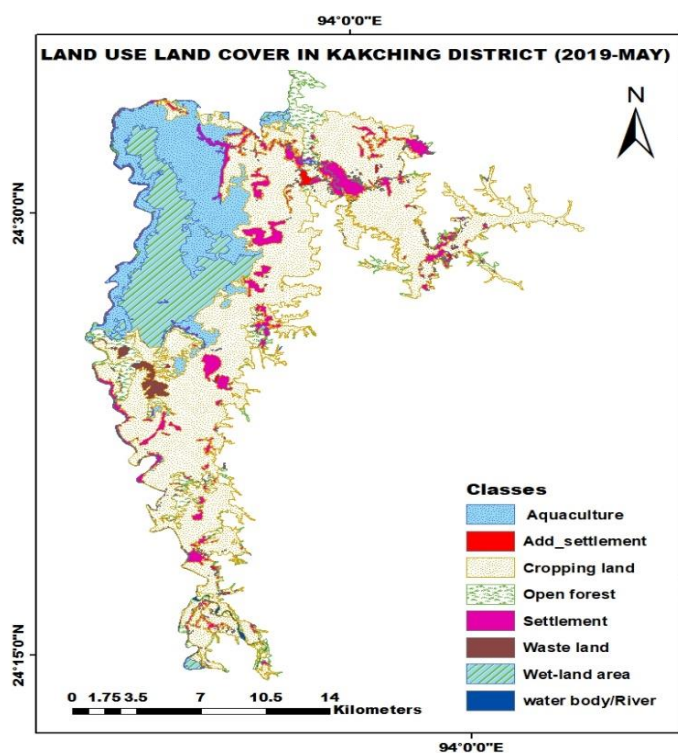 94°0'0"E
LAND USE LAND COVER IN KAKCHING DISTRICT (2019-MAY)
N
24°30'0"N
Classes
Aquaculture
Add_settlement
Cropping land
Open forest
Settlement
Waste land
Wet-land area
water body/River
24°15'0"N
0 1.75 3.5 7 10.5 14
Kilometers
94°0'0"E